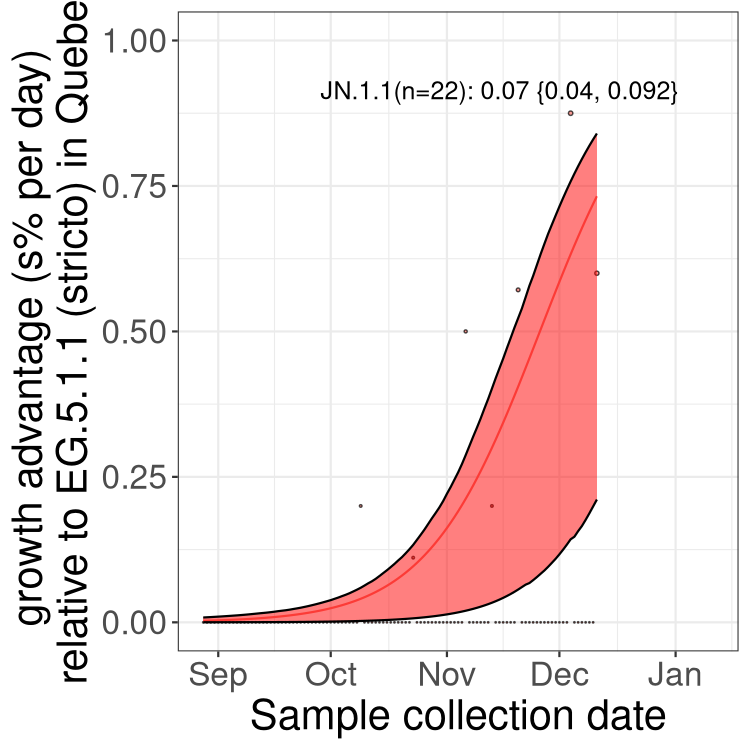 growth advantage (s% per day)
relative to EG.5.1.1 (stricto) in Quebe
1.00
0.75
0.50
0.25
0.00
JN.1.1(n=22): 0.07 {0.04, 0.092}
Sep Oct Nov Dec Jan
Sample collection date